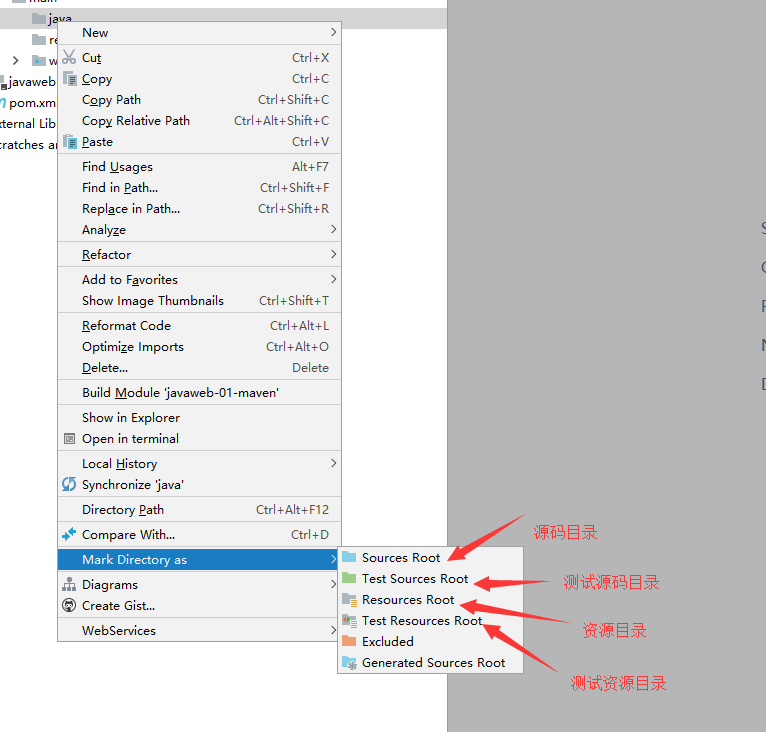 main
java
New
Cut Ctrl+X
Copy Ctrl+C
Copy Path Ctrl+Shift+C
Copy Relative Path Ctrl+Alt+Shift+C
Paste Ctrl+V
Find Usages Alt+F7
Find in Path... Ctrl+Shift+F
Replace in Path... Ctrl+Shift+R
Analyze
Refactor
Add to Favorites
Show Image Thumbnails Ctrl+Shift+T
Reformat Code Ctrl+Alt+L
Optimize Imports Ctrl+Alt+O
Delete... Delete
Build Module 'javaweb-01-maven'
Show in Explorer
Open in terminal
Local History
Synchronize 'java'
Directory Path Ctrl+Alt+F12
Compare With... Ctrl+D
Mark Directory as
Diagrams
Create Gist...
WebServices
re
w
javaweb
pom.xm
xternal Lib
cratches a
Sources Root
Test Sources Root
Resources Root
Test Resources Root
Excluded
Generated Sources Root
源码目录
测试源码目录
资源目录
测试资源目录